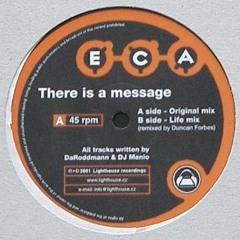 E C A
There is a message
A 45 rpm
A side - Original mix
B side - Life mix
(remixed by Duncan Forbes)
All tracks written by
DaRoddmann & DJ Manio
℗+© 2001 Lighthouse recordings
www.lighthouse.cz
e-mail: info@lighthouse.cz